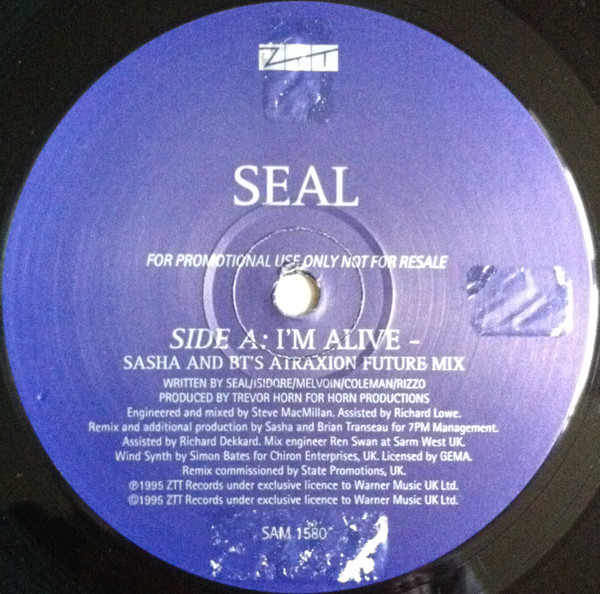 ZTT
SEAL
FOR PROMOTIONAL USE ONLY NOT FOR RESALE
SIDE A: I'M ALIVE –
SASHA AND BT'S ATRAXION FUTURE MIX
WRITTEN BY SEAL/ISIDORE/MELVOIN/COLEMAN/RIZZO
PRODUCED BY TREVOR HORN FOR HORN PRODUCTIONS
Engineered and mixed by Steve MacMillan. Assisted by Richard Lowe.
Remix and additional production by Sasha and Brian Transeau for 7PM Management.
Assisted by Richard Dekkard. Mix engineer Ren Swan at Sarm West UK.
Wind Synth by Simon Bates for Chiron Enterprises, UK. Licensed by GEMA.
Remix commissioned by State Promotions, UK.
℗1995 ZTT Records under exclusive licence to Warner Music UK Ltd.
©1995 ZTT Records under exclusive licence to Warner Music UK Ltd.
SAM 1580